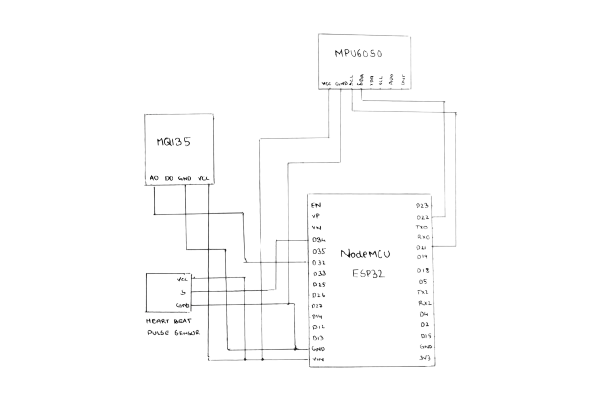 MPU6050
VCC GND SCL SDA XDA XCL ADO INT
MQ135
AO DO GND VCC
EN
VP
VN
D34
D35
D32
D33
D25
D26
D27
D14
D12
D13
GND
VIN
NodeMCU
ESP32
D23
D22
TXO
RXO
D21
D19
D18
D5
TX2
RX2
D4
D2
D15
GND
3V3
VCC
S
GND
HEART BEAT
PULSE SENSOR